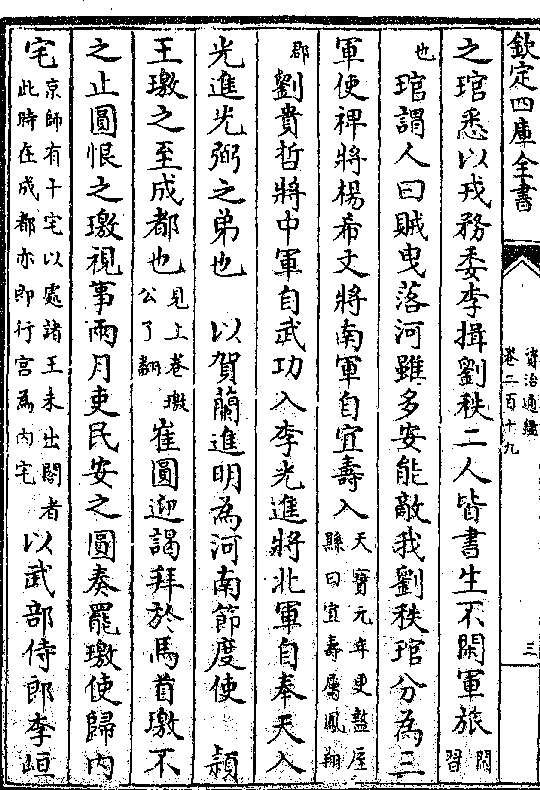 欽定四庫全書
資治通鑑
卷二百十九
三
之琯悉以戎務委李揖劉秩二人皆書生不閑軍旅閑習
也琯謂人曰賊曳落河雖多安能敵我劉秩琯分為三
軍使裨將楊希文將南軍自宜壽入天寶元年更盩厔縣曰宜壽屬鳳翔
郡劉貴哲將中軍自武功入李光進將北軍自奉天入
光進光弼之弟也　以賀蘭進明為河南節度使　潁
王璬之至成都也見上卷璬公了翻崔圓迎謁拜於馬首璬不
之止圓恨之璬視事兩月吏民安之圓奏罷璬使歸内
宅京師有十宅以處諸王未出閤者此時在成都亦即行宫為内宅以武部侍郎李峘